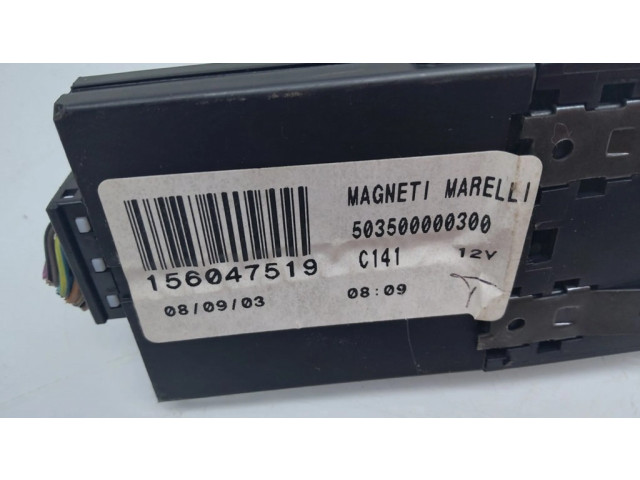 MAGNETI MARELLI
503500000300
156047519
C141 12V
08/09/03 08:09